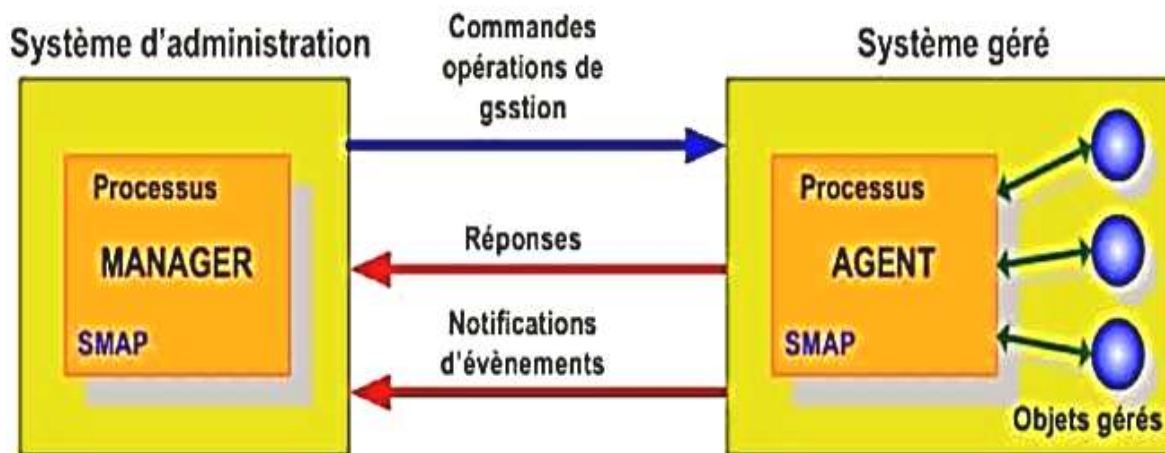 Système d'administration
Commandes
opérations de
gsstion
Système géré
Processus
MANAGER
SMAP
Réponses
Notifications
d'évènements
Processus
AGENT
SMAP
Objets gérés